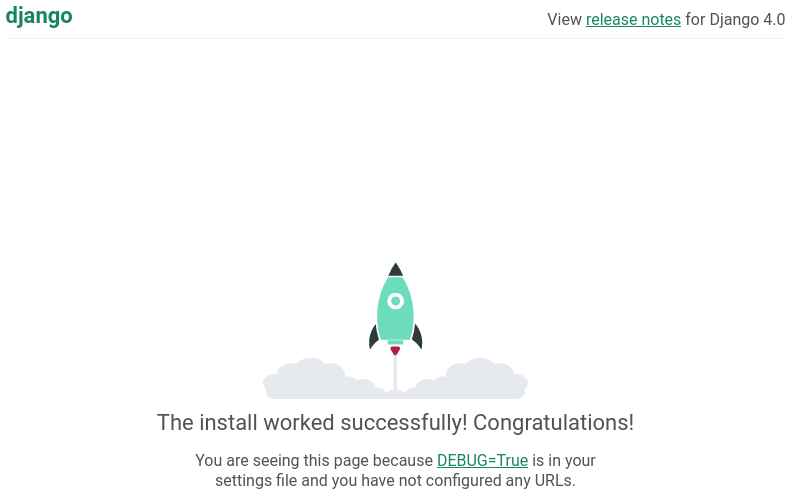 django
View release notes for Django 4.0
The install worked successfully! Congratulations!
You are seeing this page because DEBUG=True is in your
settings file and you have not configured any URLs.